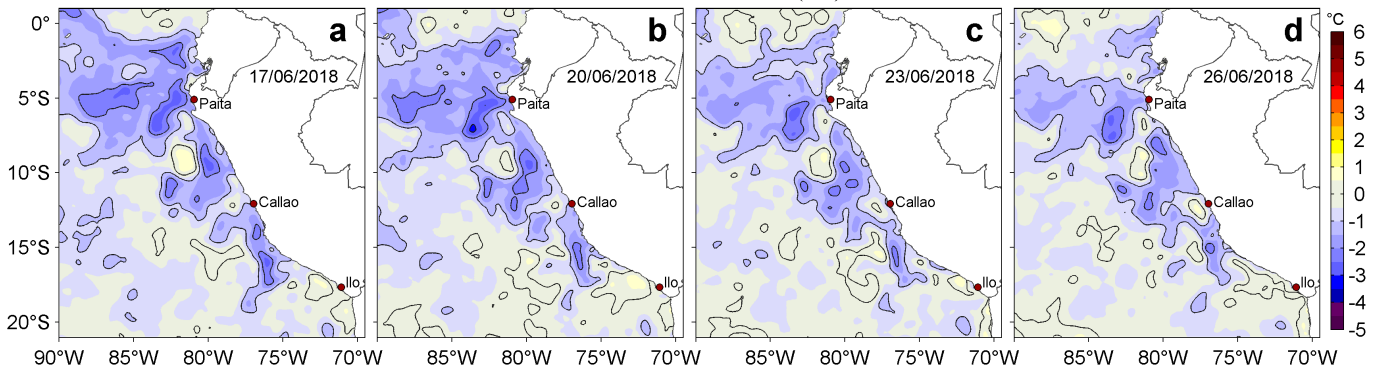 a b c d °C
17/06/2018 20/06/2018 23/06/2018 26/06/2018
Paita Paita Paita Paita
Callao Callao Callao Callao
Ilo Ilo Ilo Ilo
0°
5°S
10°S
15°S
20°S
90°W 85°W 80°W 75°W 70°W 85°W 80°W 75°W 70°W 85°W 80°W 75°W 70°W 85°W 80°W 75°W 70°W
6
5
4
3
2
1
0
-1
-2
-3
-4
-5